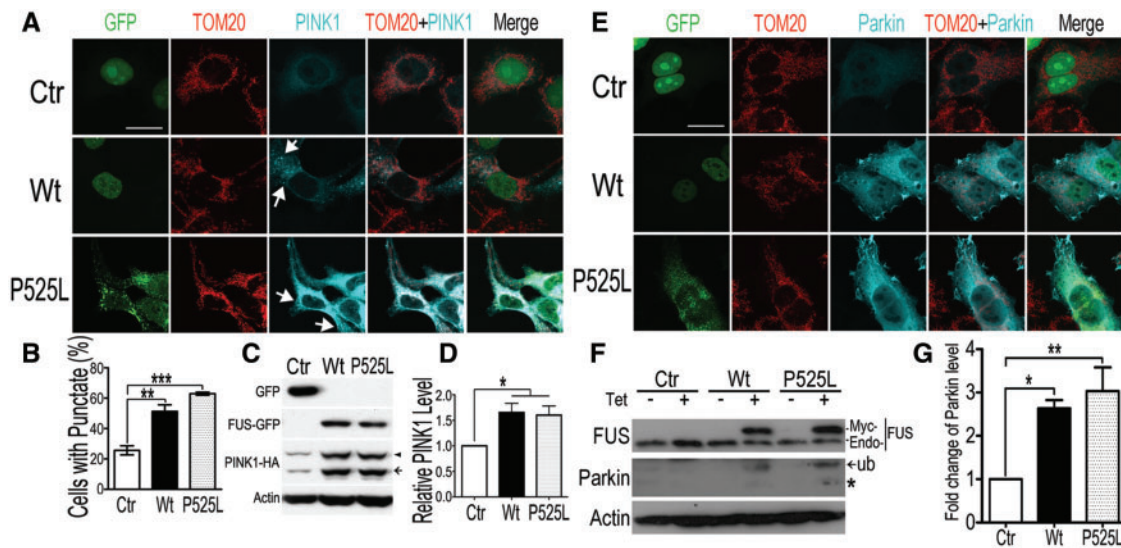 A
GFP TOM20 PINK1 TOM20+PINK1 Merge
Ctr
Wt
P525L
B
Cells with Punctate (%)
80
60
40
20
0
***
**
Ctr Wt P525L
C
Ctr Wt P525L
GFP
FUS-GFP
PINK1-HA
Actin
D
Relative PINK1 Level
2.0
1.5
1.0
0.5
0.0
*
Ctr Wt P525L
E
GFP TOM20 Parkin TOM20+Parkin Merge
Ctr
Wt
P525L
F
Ctr Wt P525L
Tet - + - + - +
FUS
Myc-
Endo-
FUS
Parkin
ub
*
Actin
G
Fold change of Parkin level
4
3
2
1
0
**
*
Ctr Wt P525L